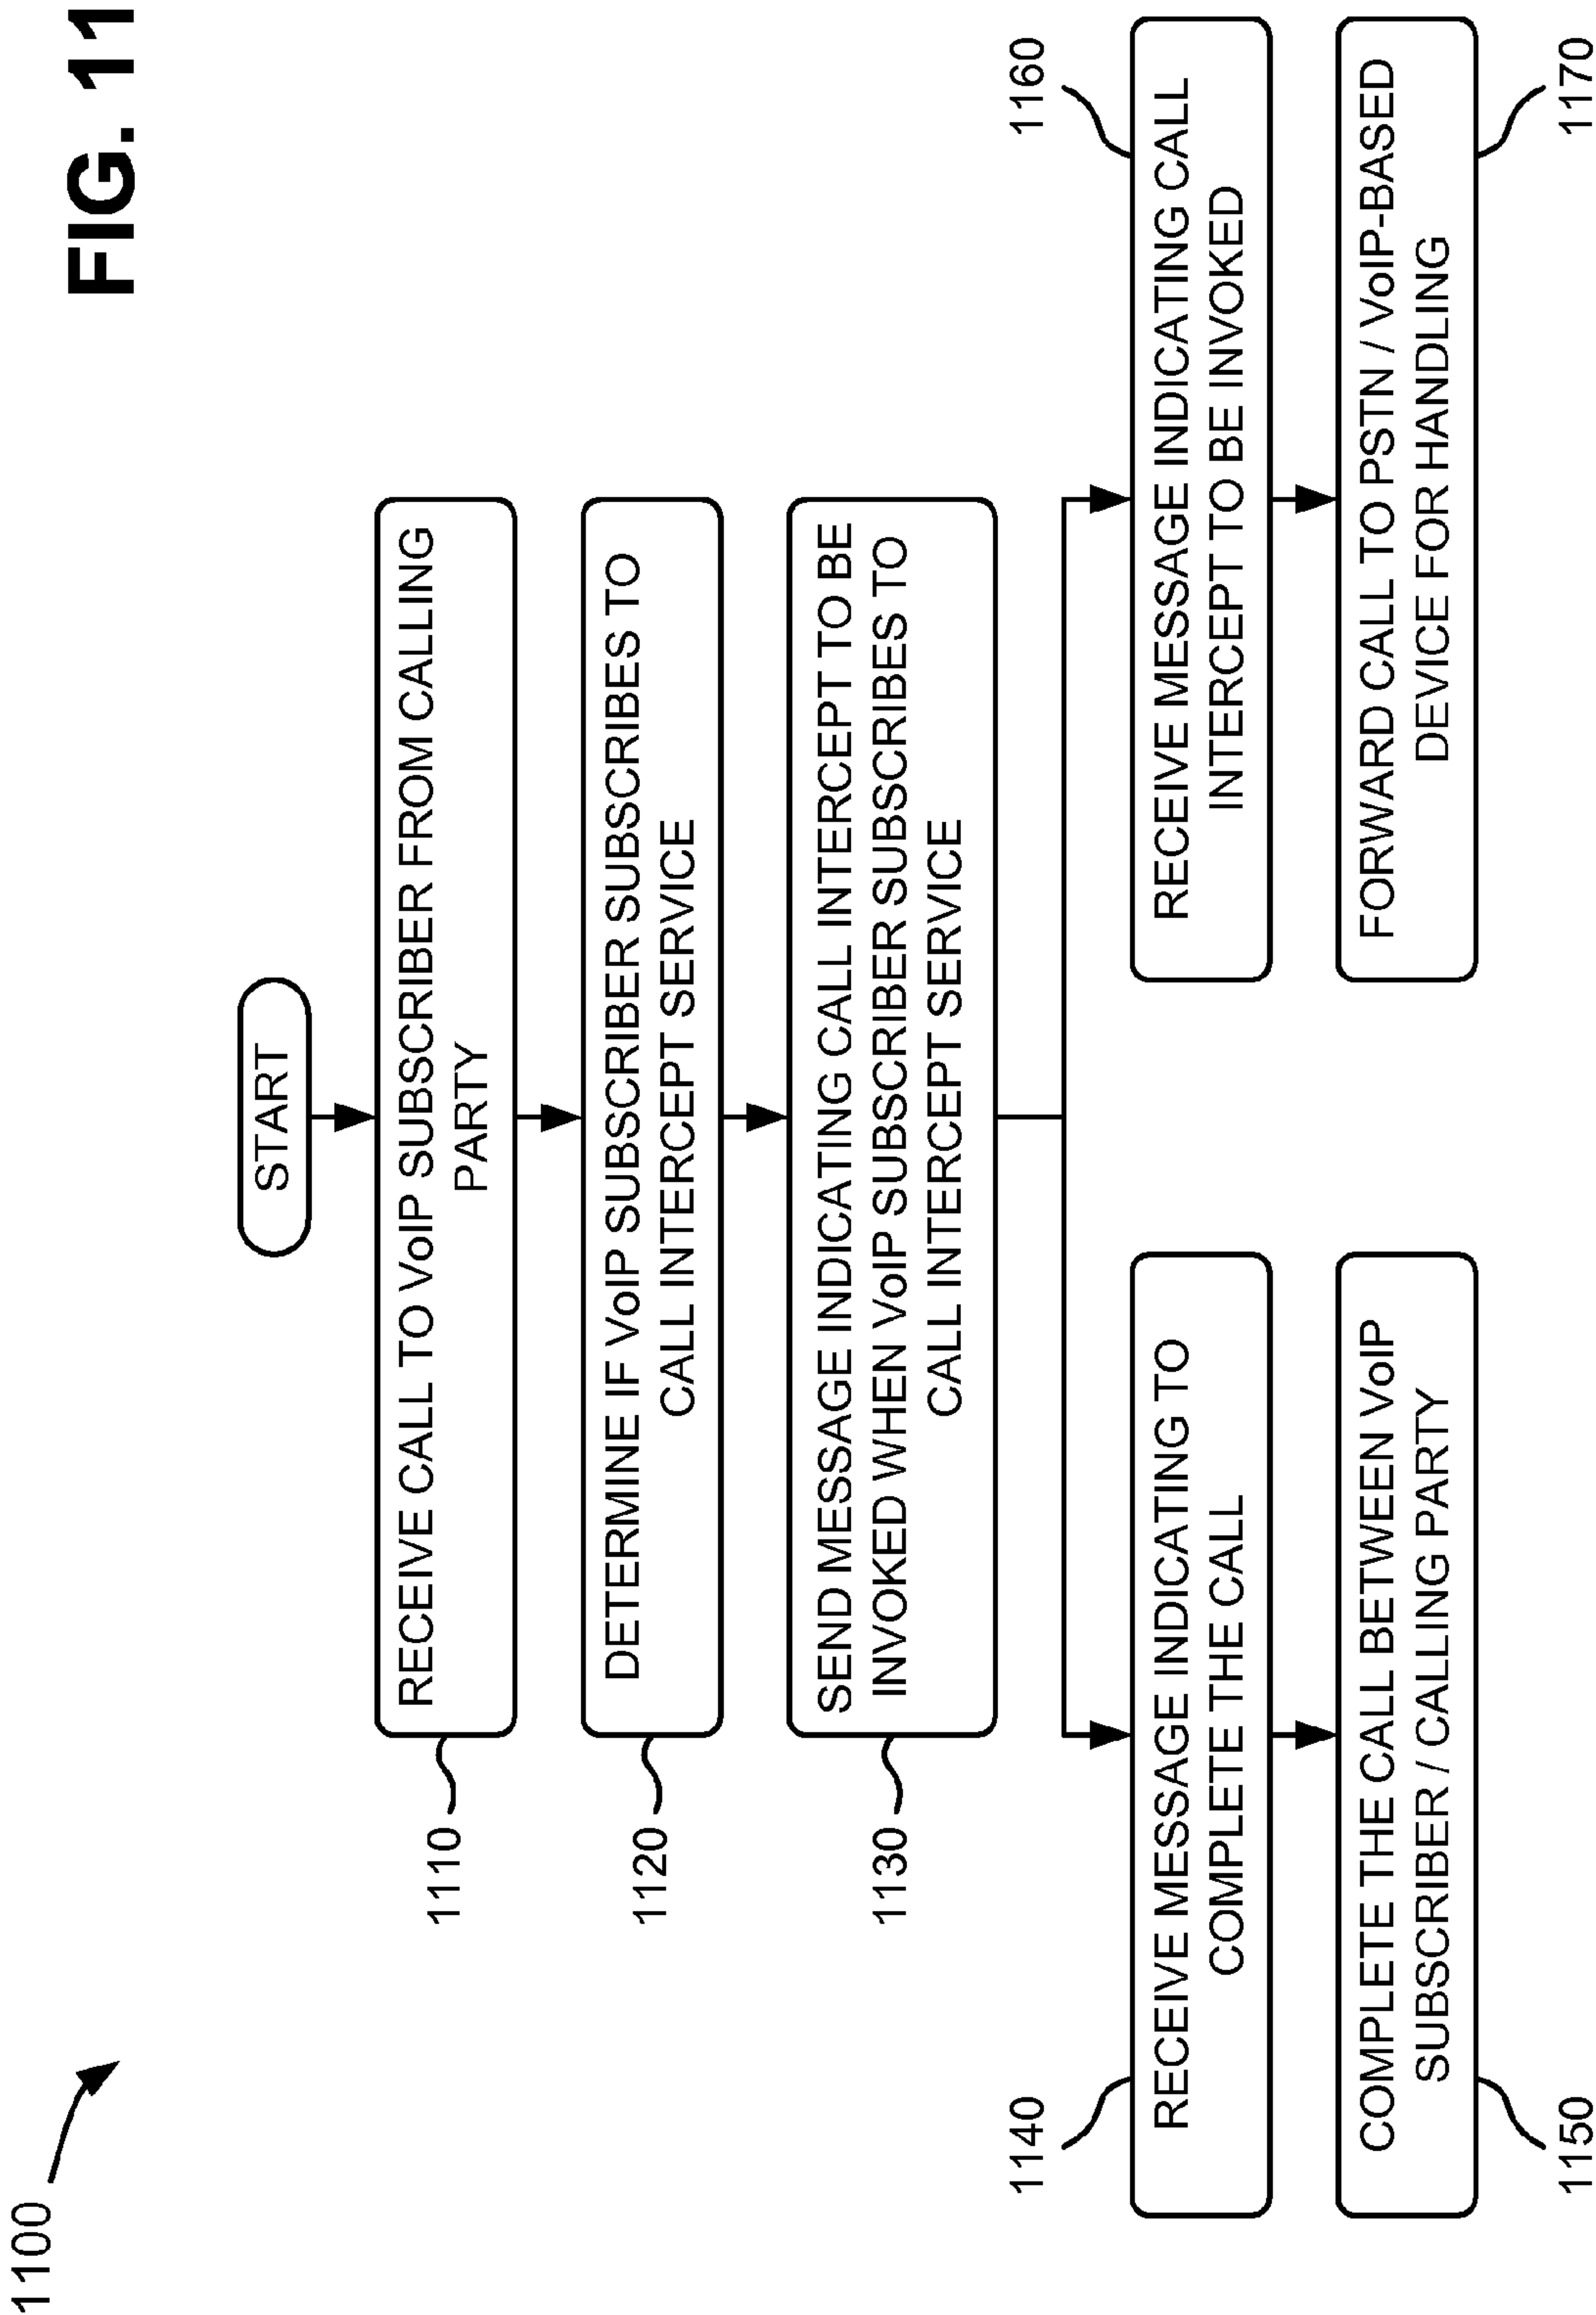 1100
FIG. 11
START
RECEIVE CALL TO VoIP SUBSCRIBER FROM CALLING
PARTY
1110
DETERMINE IF VoIP SUBSCRIBER SUBSCRIBES TO
CALL INTERCEPT SERVICE
1120
SEND MESSAGE INDICATING CALL INTERCEPT TO BE
INVOKED WHEN VoIP SUBSCRIBER SUBSCRIBES TO
CALL INTERCEPT SERVICE
1130
1140
RECEIVE MESSAGE INDICATING TO
COMPLETE THE CALL
COMPLETE THE CALL BETWEEN VoIP
SUBSCRIBER / CALLING PARTY
1150
1160
RECEIVE MESSAGE INDICATING CALL
INTERCEPT TO BE INVOKED
FORWARD CALL TO PSTN / VoIP-BASED
DEVICE FOR HANDLING
1170